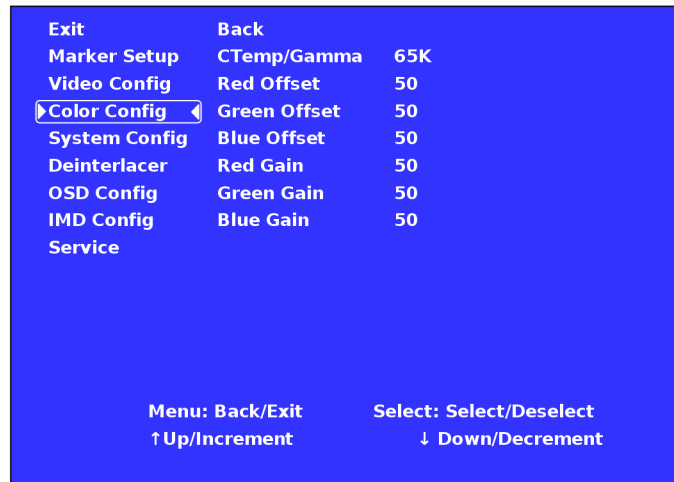 Exit Back
Marker Setup CTemp/Gamma 65K
Video Config Red Offset 50
Color Config Green Offset 50
System Config Blue Offset 50
Deinterlacer Red Gain 50
OSD Config Green Gain 50
IMD Config Blue Gain 50
Service
Menu: Back/Exit Select: Select/Deselect
↑Up/Increment ↓ Down/Decrement